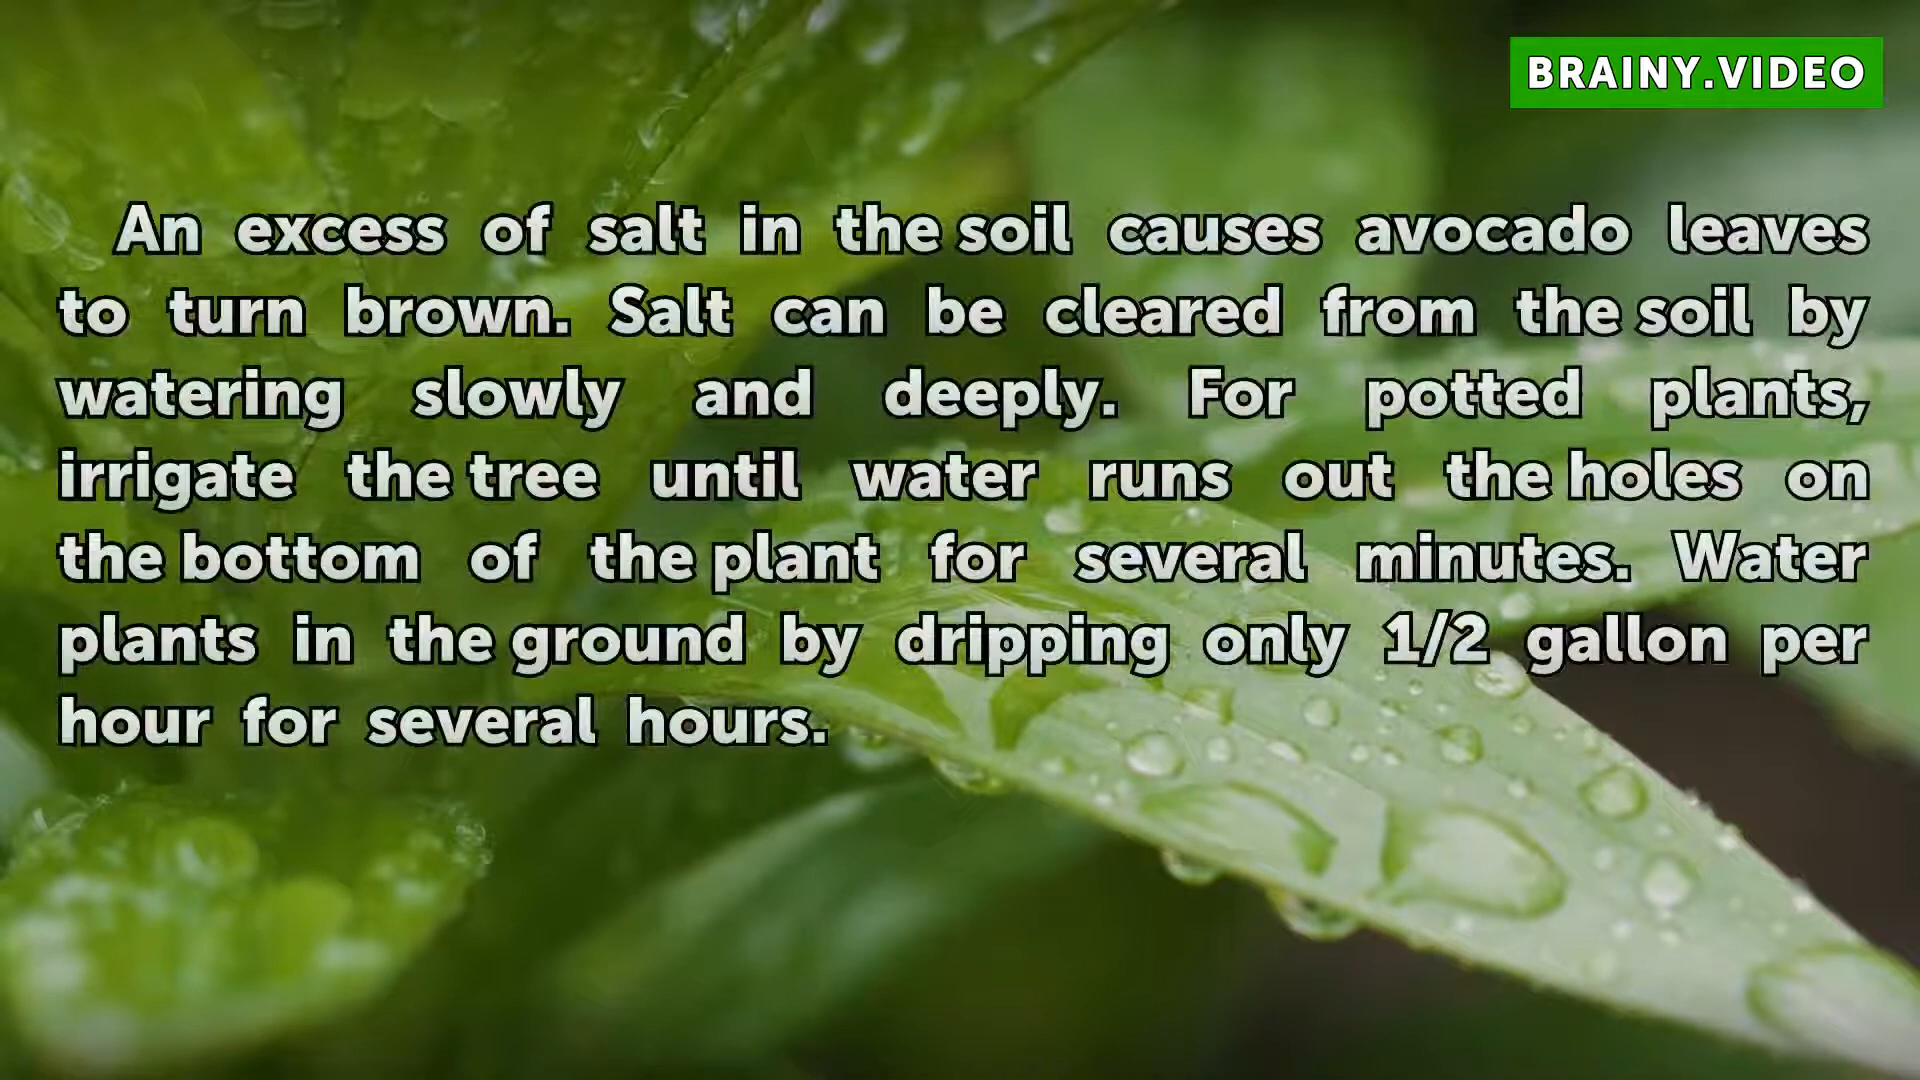 BRAINY.VIDEO
An excess of salt in the soil causes avocado leaves
to turn brown. Salt can be cleared from the soil by
watering slowly and deeply. For potted plants,
irrigate the tree until water runs out the holes on
the bottom of the plant for several minutes. Water
plants in the ground by dripping only 1/2 gallon per
hour for several hours.